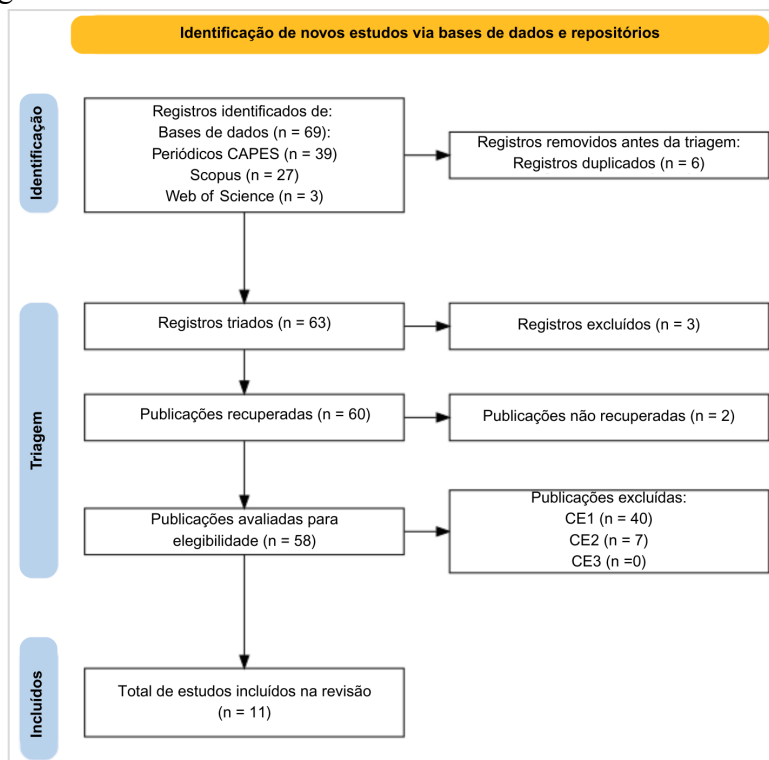 Identificação de novos estudos via bases de dados e repositórios
Identificação
Registros identificados de:
Bases de dados (n = 69):
Periódicos CAPES (n = 39)
Scopus (n = 27)
Web of Science (n = 3)
Registros removidos antes da triagem:
Registros duplicados (n = 6)
Triagem
Registros triados (n = 63)
Registros excluídos (n = 3)
Publicações recuperadas (n = 60)
Publicações não recuperadas (n = 2)
Publicações avaliadas para
elegibilidade (n = 58)
Publicações excluídas:
CE1 (n = 40)
CE2 (n = 7)
CE3 (n =0)
Incluídos
Total de estudos incluídos na revisão
(n = 11)